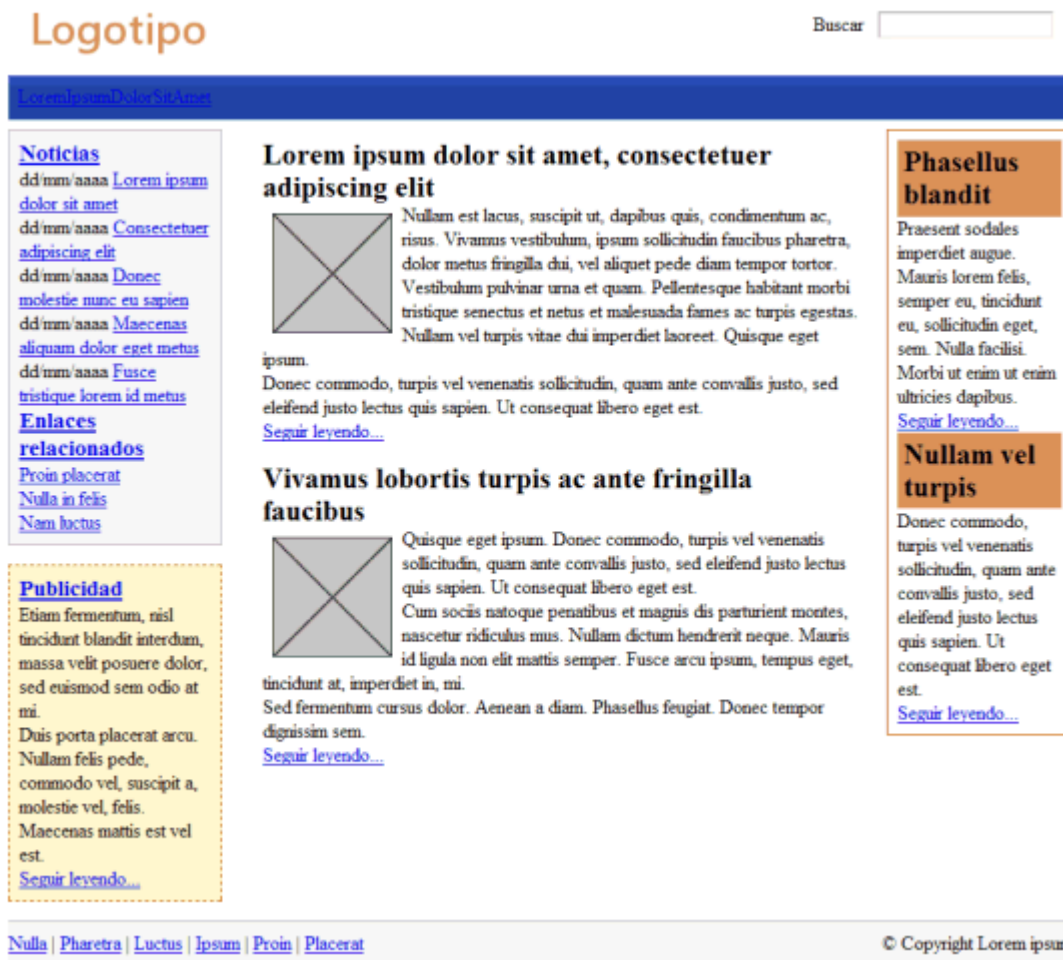 Logotipo
Buscar
LoremIpsumDolorSitAmet
Noticias
dd/mm/aaaa Lorem ipsum
dolor sit amet
dd/mm/aaaa Consectetuer
adipiscing elit
dd/mm/aaaa Donec
molestie nunc eu sapien
dd/mm/aaaa Maecenas
aliquam dolor eget metus
dd/mm/aaaa Fusce
tristique lorem id metus
Enlaces
relacionados
Proin placerat
Nulla in felis
Nam luctus
Publicidad
Etiam fermentum, nisl
tincidunt blandit interdum,
massa velit posuere dolor,
sed euismod sem odio at
mi.
Duis porta placerat arcu.
Nullam felis pede,
commodo vel, suscipit a,
molestie vel, felis.
Maecenas mattis est vel
est.
Seguir leyendo...
Lorem ipsum dolor sit amet, consectetuer
adipiscing elit
Nullam est lacus, suscipit ut, dapibus quis, condimentum ac,
risus. Vivamus vestibulum, ipsum sollicitudin faucibus pharetra,
dolor metus fringilla dui, vel aliquet pede diam tempor tortor.
Vestibulum pulvinar urna et quam. Pellentesque habitant morbi
tristique senectus et netus et malesuada fames ac turpis egestas.
Nullam vel turpis vitae dui imperdiet laoreet. Quisque eget
ipsum.
Donec commodo, turpis vel venenatis sollicitudin, quam ante convallis justo, sed
eleifend justo lectus quis sapien. Ut consequat libero eget est.
Seguir leyendo...
Vivamus lobortis turpis ac ante fringilla
faucibus
Quisque eget ipsum. Donec commodo, turpis vel venenatis
sollicitudin, quam ante convallis justo, sed eleifend justo lectus
quis sapien. Ut consequat libero eget est.
Cum sociis natoque penatibus et magnis dis parturient montes,
nascetur ridiculus mus. Nullam dictum hendrerit neque. Mauris
id ligula non elit mattis semper. Fusce arcu ipsum, tempus eget,
tincidunt at, imperdiet in, mi.
Sed fermentum cursus dolor. Aenean a diam. Phasellus feugiat. Donec tempor
dignissim sem.
Seguir leyendo...
Phasellus
blandit
Praesent sodales
imperdiet augue.
Mauris lorem felis,
semper eu, tincidunt
eu, sollicitudin eget,
sem. Nulla facilisi.
Morbi ut enim ut enim
ultricies dapibus.
Seguir leyendo...
Nullam vel
turpis
Donec commodo,
turpis vel venenatis
sollicitudin, quam ante
convallis justo, sed
eleifend justo lectus
quis sapien. Ut
consequat libero eget
est.
Seguir leyendo...
Nulla | Pharetra | Luctus | Ipsum | Proin | Placerat
© Copyright Lorem